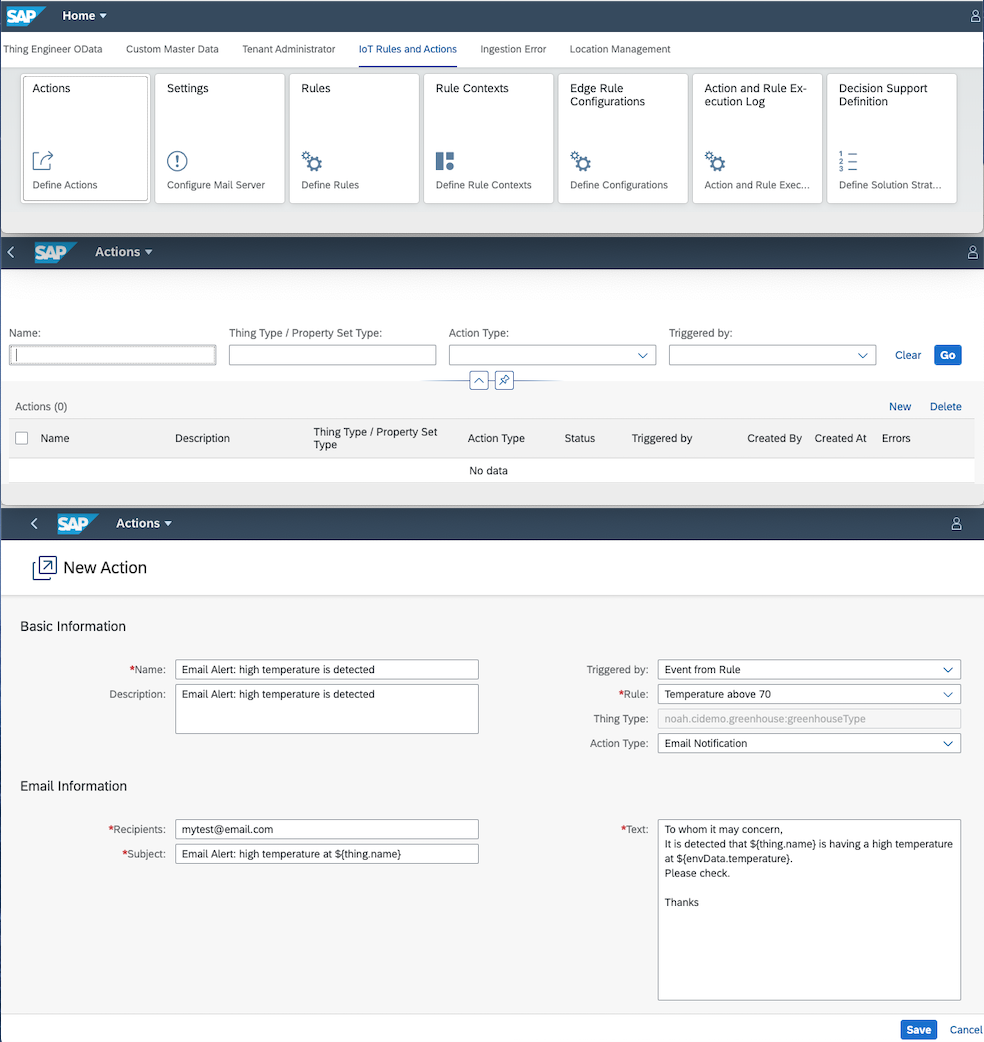 SAP Home
Thing Engineer OData Custom Master Data Tenant Administrator IoT Rules and Actions Ingestion Error Location Management
Actions
Define Actions
Settings
Configure Mail Server
Rules
Define Rules
Rule Contexts
Define Rule Contexts
Edge Rule
Configurations
Define Configurations
Action and Rule Ex-
ecution Log
Action and Rule Exec...
Decision Support
Definition
1
2
3
Define Solution Strat...
SAP Actions
Name: Thing Type / Property Set Type: Action Type: Triggered by:
Clear Go
Actions (0) New Delete
Name Description Thing Type / Property Set
Type Action Type Status Triggered by Created By Created At Errors
No data
SAP Actions
New Action
Basic Information
*Name: Email Alert: high temperature is detected
Description: Email Alert: high temperature is detected
Triggered by: Event from Rule
*Rule: Temperature above 70
Thing Type: noah.cidemo.greenhouse:greenhouseType
Action Type: Email Notification
Email Information
*Recipients: mytest@email.com
*Subject: Email Alert: high temperature at ${thing.name}
*Text: To whom it may concern,
It is detected that ${thing.name} is having a high temperature
at ${envData.temperature}.
Please check.
Thanks
Save Cancel